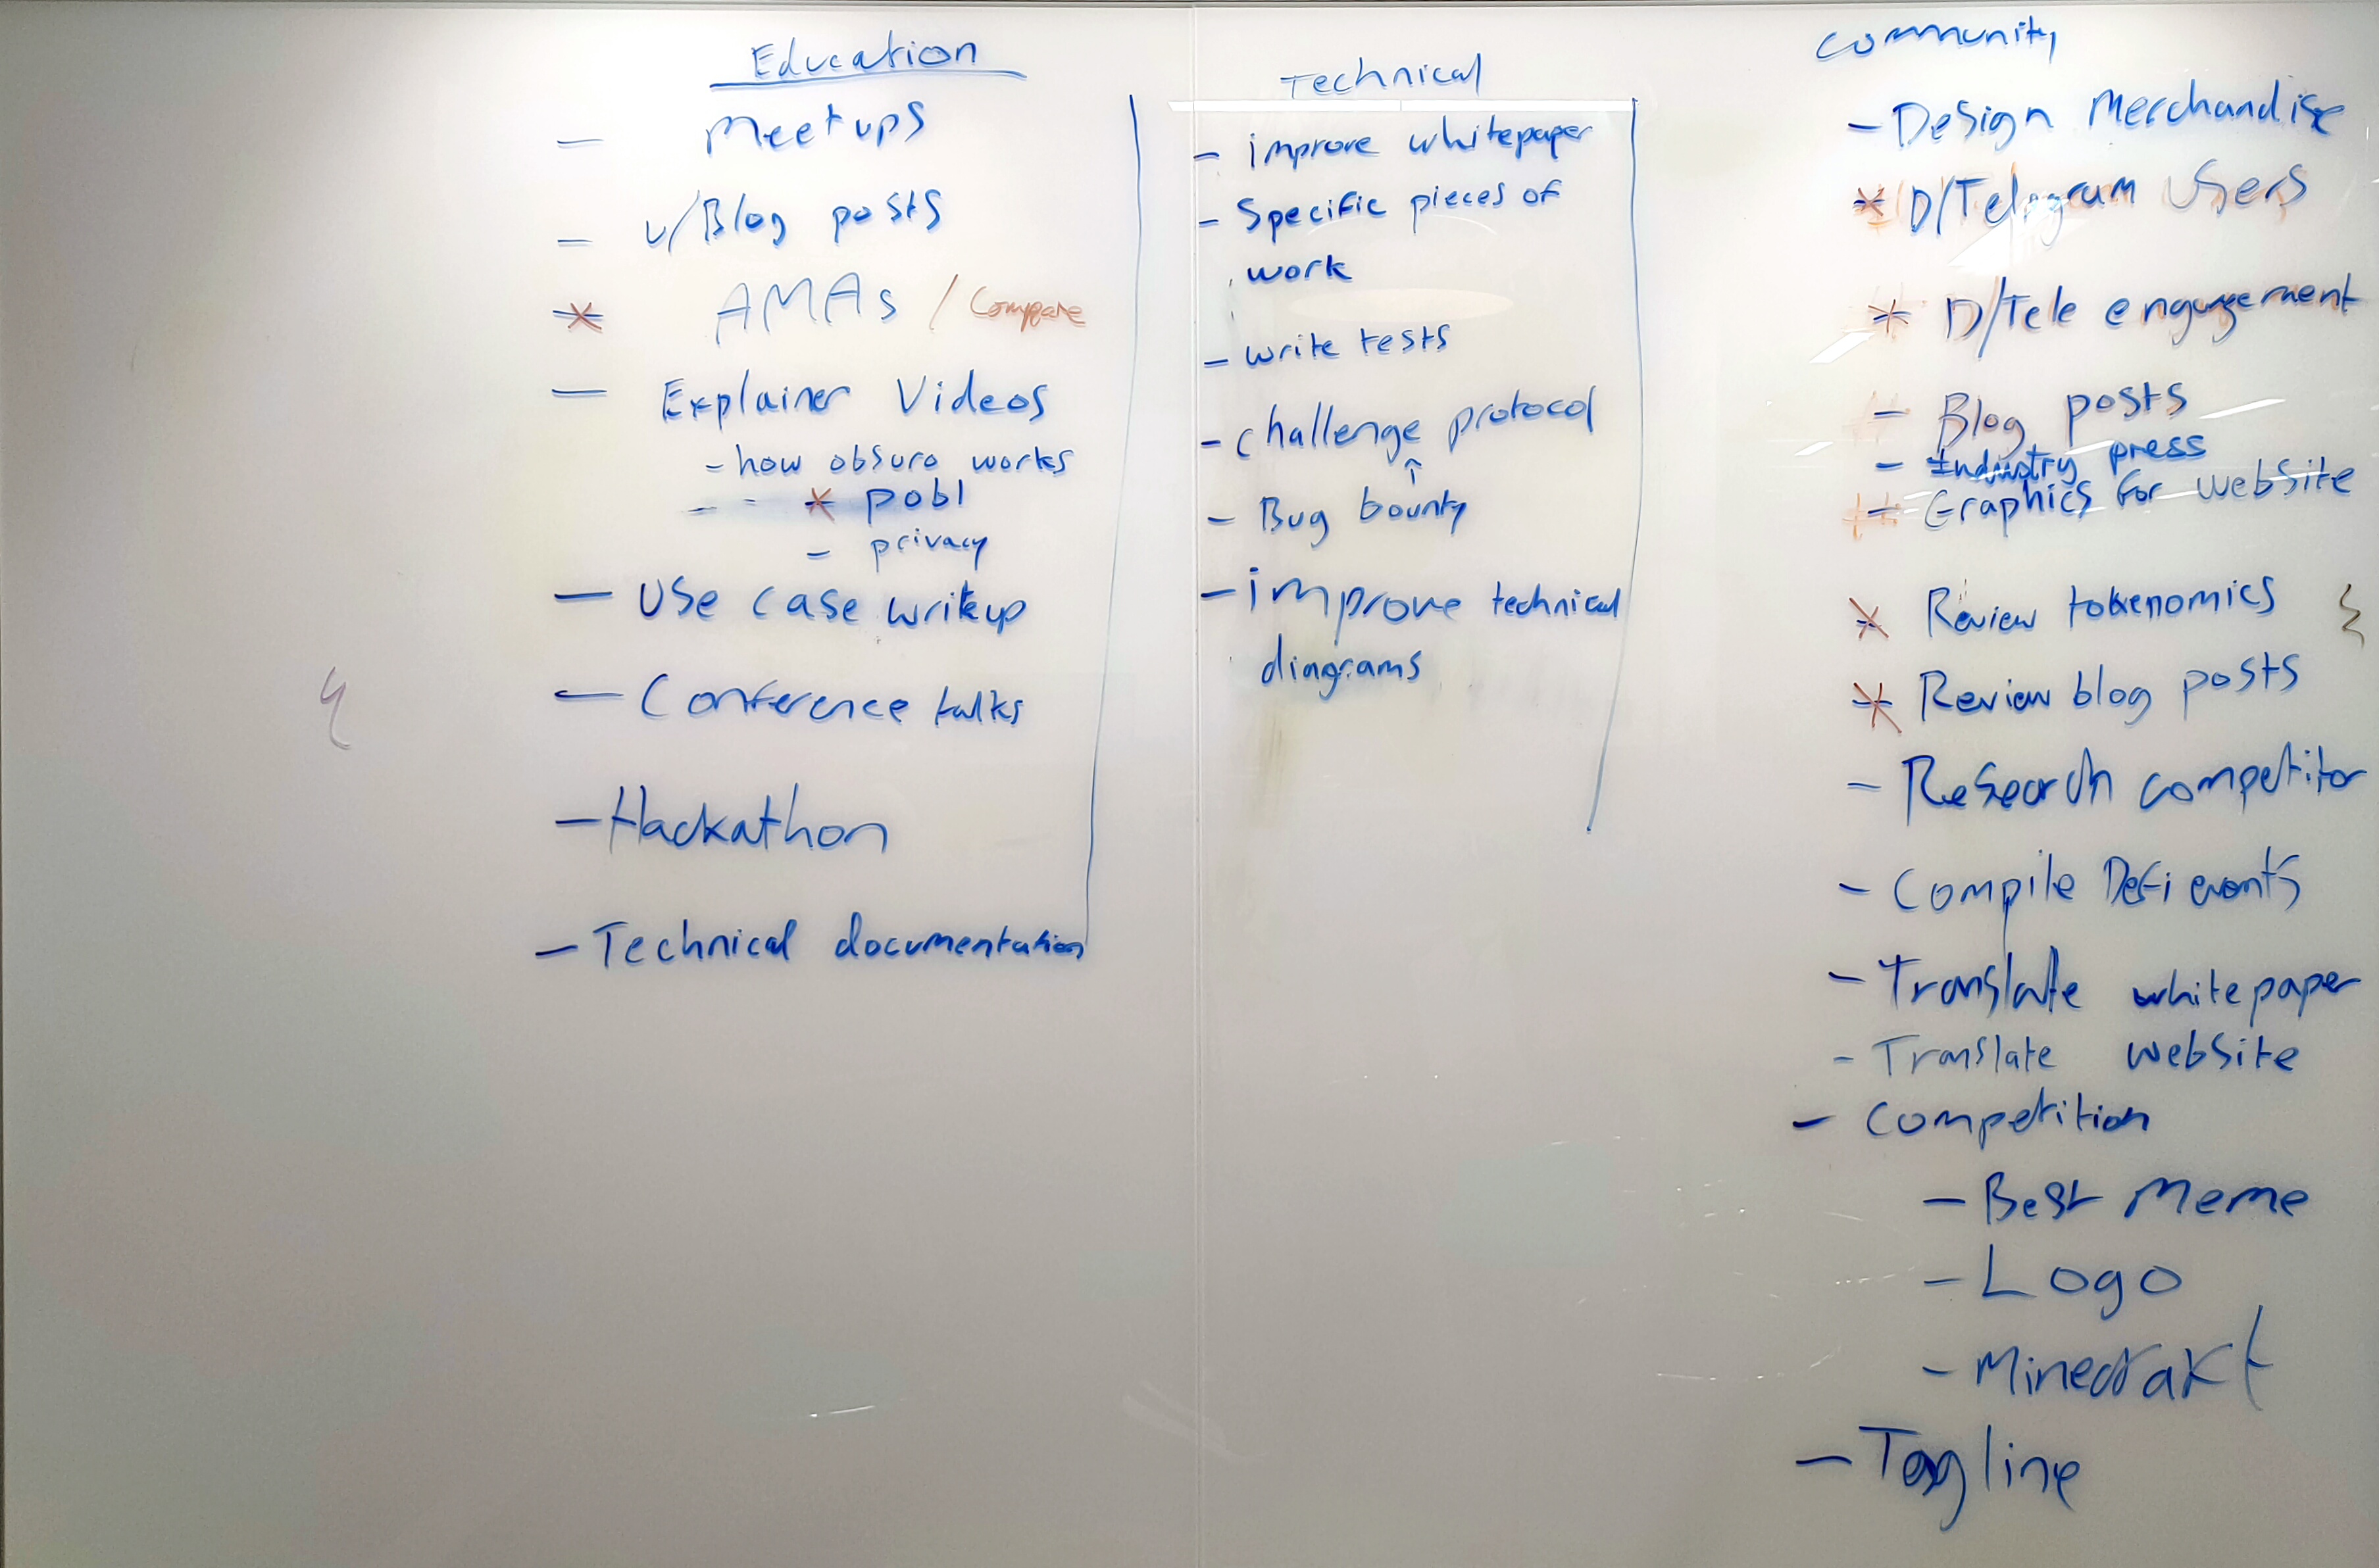 Education
- Meetups
- v/Blog posts
* AMAs / Compare
- Explainer Videos
- how obsuro works
- - * pobl
- privacy
- Use case writeup
- Conference talks
- Hackathon
- Technical documentation
Technical
- improve whitepaper
- Specific pieces of
work
- write tests
- challenge protocol
↑
- Bug bounty
- improve technical
diagrams
Community
- Design Merchandise
* D/Telegram Users
* D/Tele engagement
- Blog posts
- Industry press
- Graphics for website
* Review tokenomics
* Review blog posts
- Research competitor
- Compile Defi events
- Translate whitepaper
- Translate website
- Competition
- Best Meme
- Logo
- Minecraft
- Tagline